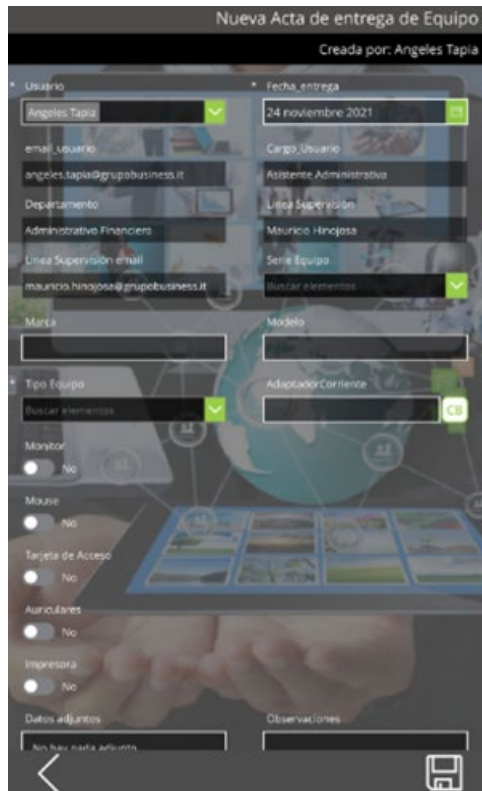 Nueva Acta de entrega de Equipo
Creada por: Angeles Tapia
* Usuario * Fecha_entrega
Angeles Tapia 24 noviembre 2021
email_usuario Cargo_Usuario
angeles.tapia@grupobusiness.it Asistente Administrativa
Departamento Linea Supervisión
Administrativo Financiero Mauricio Hinojosa
Linea Supervisión email Serie Equipo
mauricio.hinojosa@grupobusiness.it Buscar elementos
Marca Modelo
* Tipo Equipo AdaptadorCorriente
Buscar elementos CB
Monitor
No
Mouse
No
Tarjeta de Acceso
No
Auriculares
No
Impresora
No
Datos adjuntos Observaciones
No hay nada adjunto.